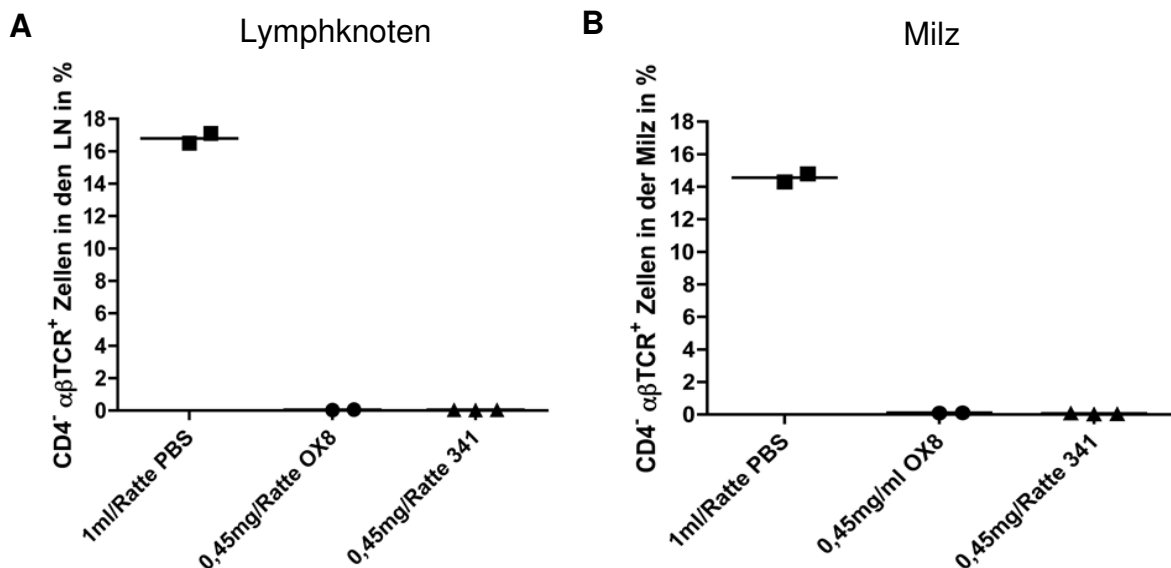 A
Lymphknoten
CD4⁻ αβTCR⁺ Zellen in den LN in %
18
16
14
12
10
8
6
4
2
0
1ml/Ratte PBS
0,45mg/Ratte OX8
0,45mg/Ratte 341
B
Milz
CD4⁻ αβTCR⁺ Zellen in der Milz in %
18
16
14
12
10
8
6
4
2
0
1ml/Ratte PBS
0,45mg/ml OX8
0,45mg/Ratte 341